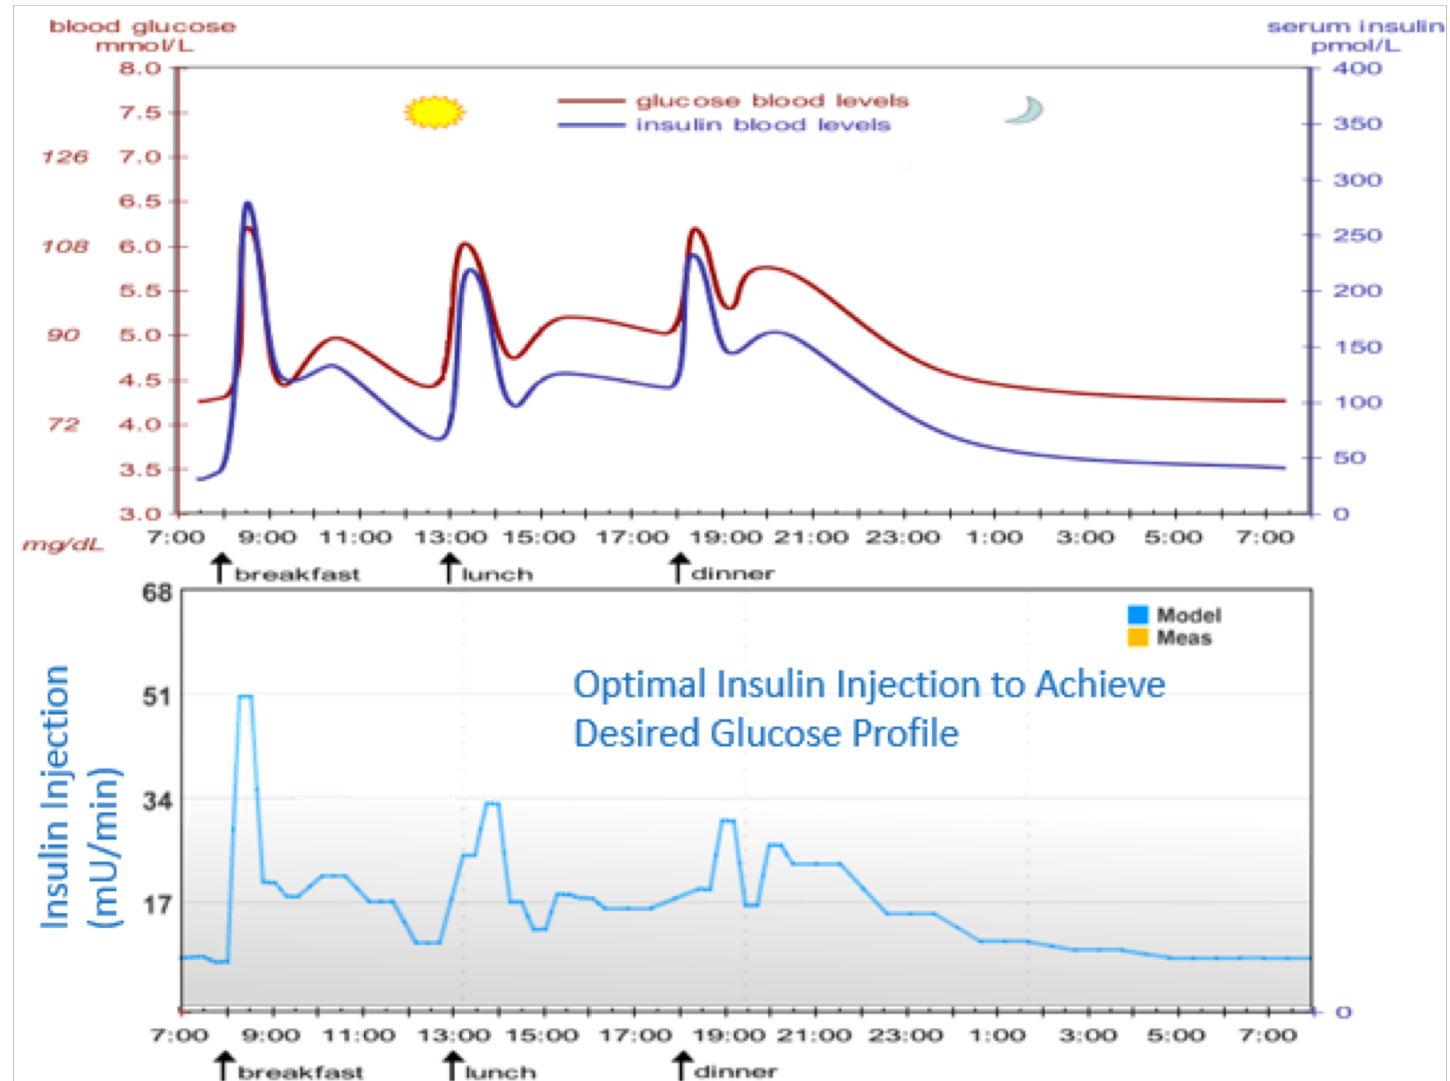 blood glucose
mmol/L
serum insulin
pmol/L
8.0
7.5
7.0
6.5
6.0
5.5
5.0
4.5
4.0
3.5
3.0
126
108
90
72
mg/dL
glucose blood levels
insulin blood levels
400
350
300
250
200
150
100
50
0
7:00 9:00 11:00 13:00 15:00 17:00 19:00 21:00 23:00 1:00 3:00 5:00 7:00
breakfast lunch dinner
68
51
34
17
Insulin Injection
(mU/min)
Model
Meas
Optimal Insulin Injection to Achieve
Desired Glucose Profile
0
7:00 9:00 11:00 13:00 15:00 17:00 19:00 21:00 23:00 1:00 3:00 5:00 7:00
breakfast lunch dinner